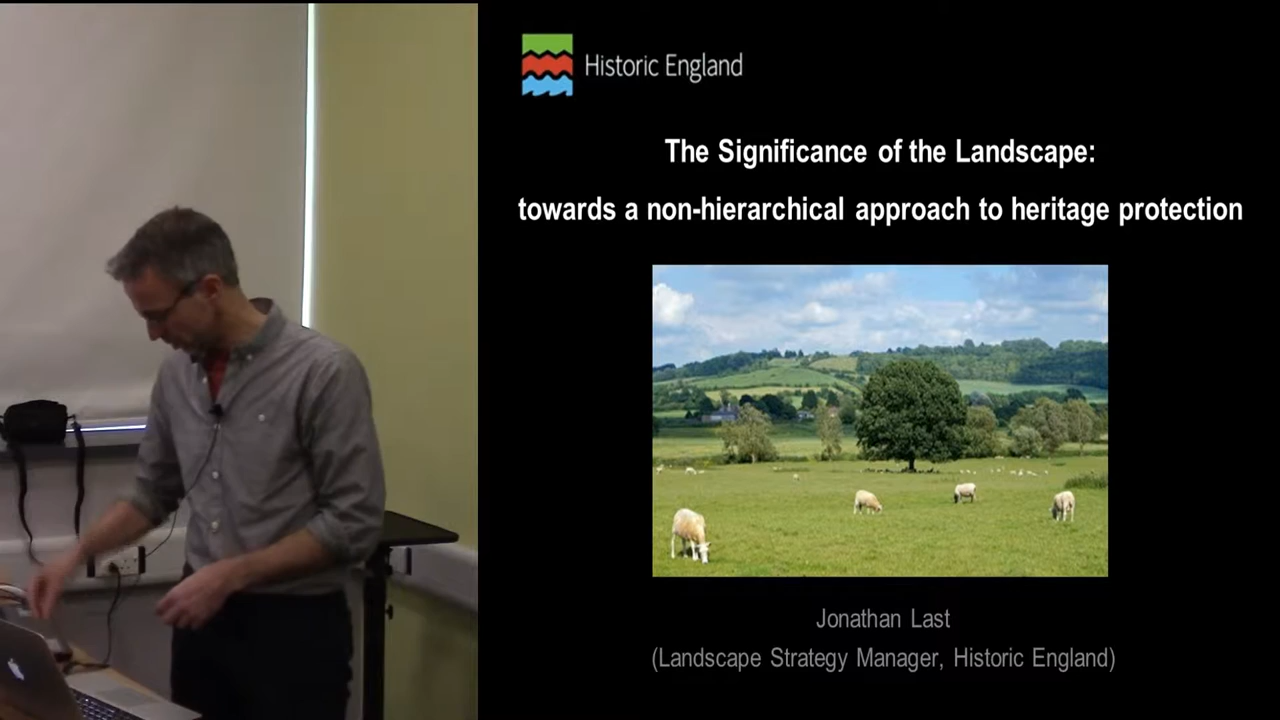 Historic England
The Significance of the Landscape:
towards a non-hierarchical approach to heritage protection
Jonathan Last
(Landscape Strategy Manager, Historic England)